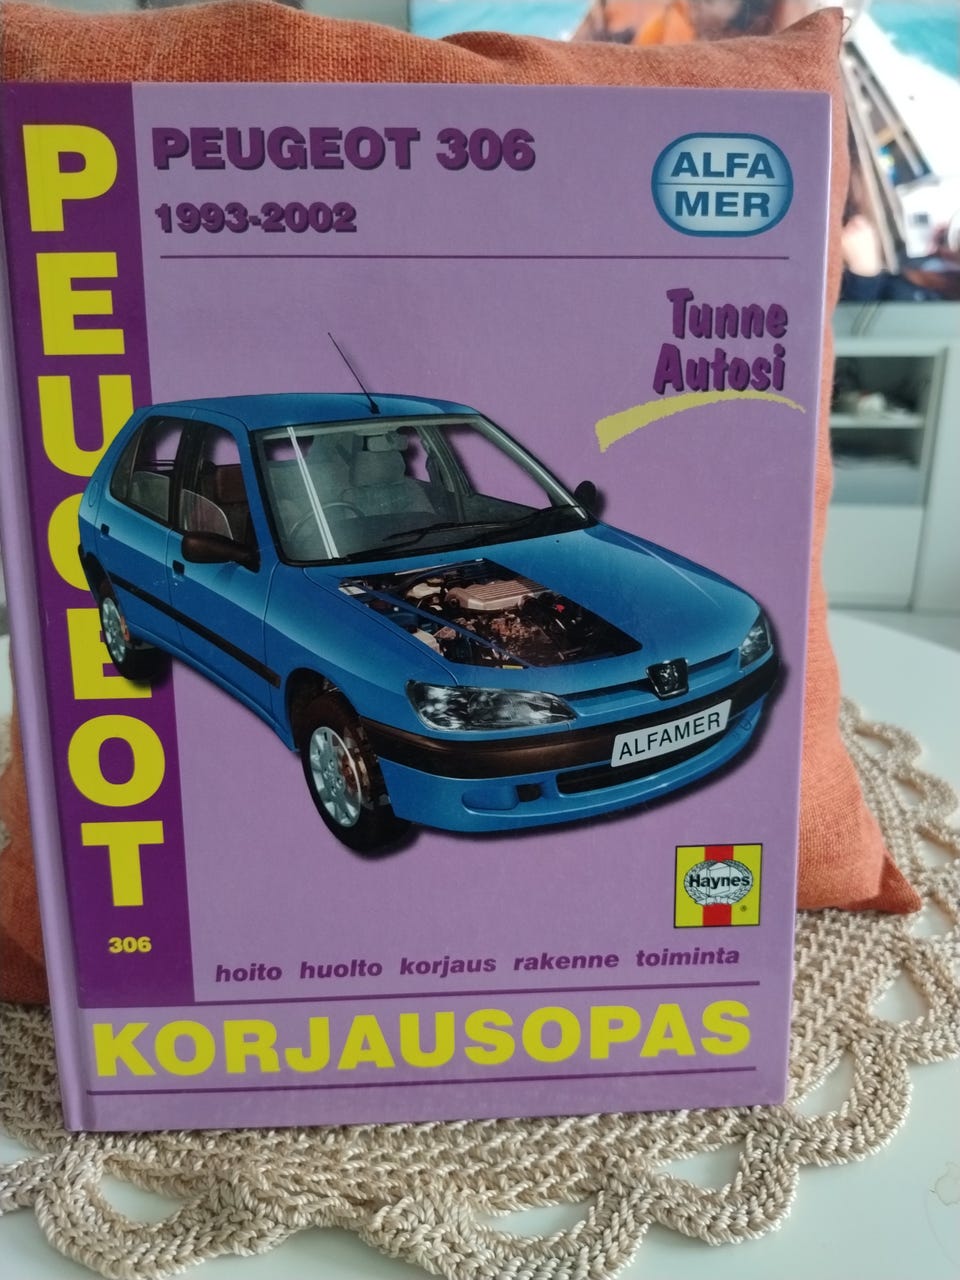 PEUGEOT
306
PEUGEOT 306
1993-2002
ALFA
MER
Tunne
Autosi
ALFAMER
Haynes
®
hoito huolto korjaus rakenne toiminta
KORJAUSOPAS